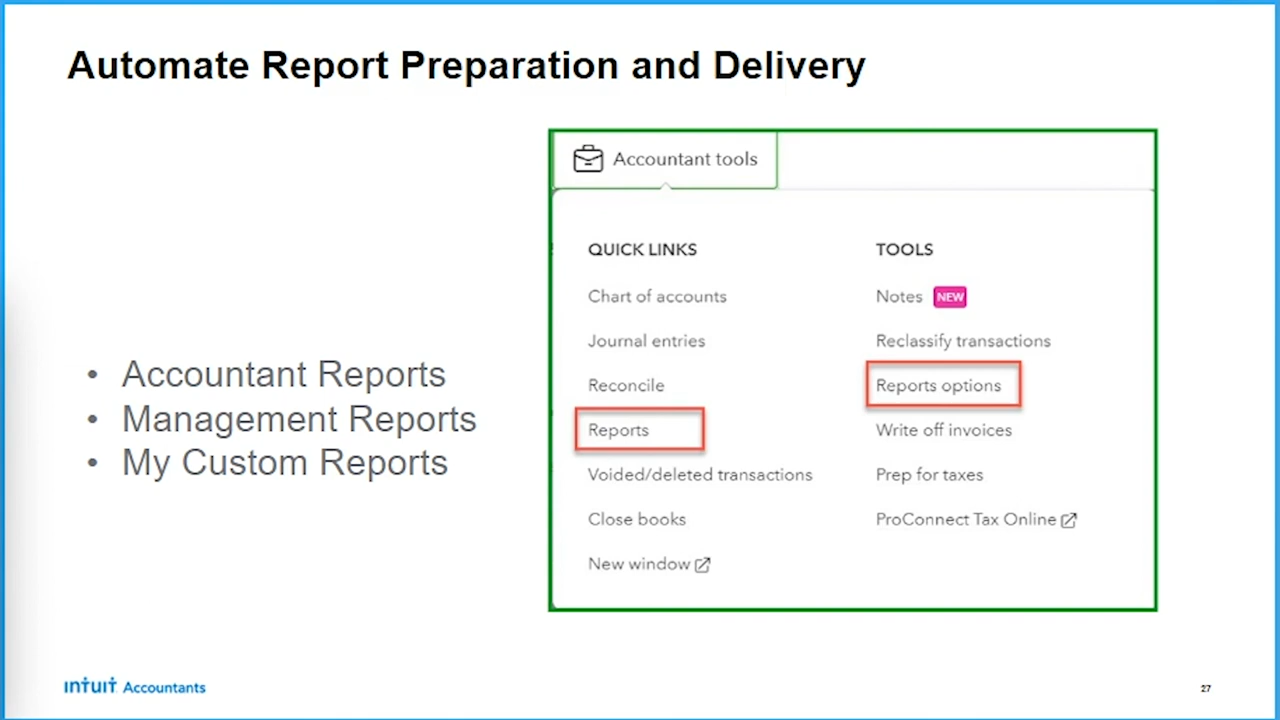 Automate Report Preparation and Delivery
• Accountant Reports
• Management Reports
• My Custom Reports
Accountant tools
QUICK LINKS
Chart of accounts
Journal entries
Reconcile
Reports
Voided/deleted transactions
Close books
New window
TOOLS
Notes NEW
Reclassify transactions
Reports options
Write off invoices
Prep for taxes
ProConnect Tax Online
INTUIT Accountants
27